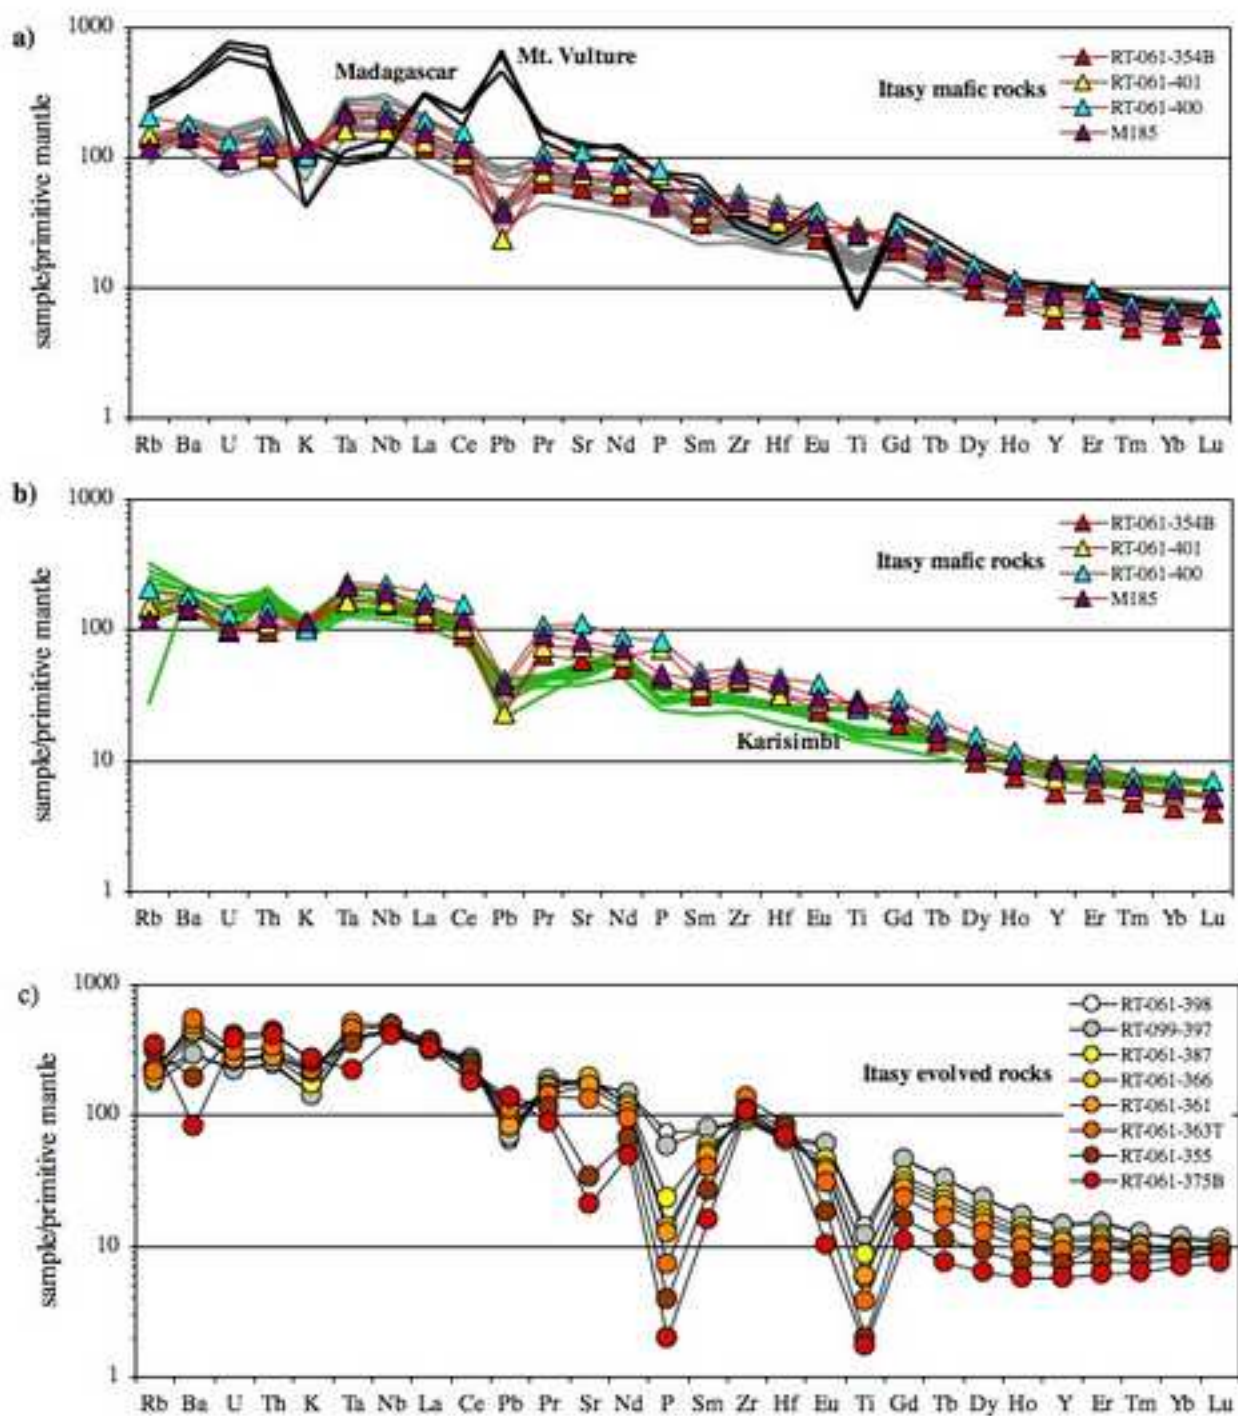 a)
1000
100
10
1
sample/primitive mantle
Madagascar
Mt. Vulture
Itasy mafic rocks
RT-061-354B
RT-061-401
RT-061-400
M185
Rb Ba U Th K Ta Nb La Ce Pb Pr Sr Nd P Sm Zr Hf Eu Ti Gd Tb Dy Ho Y Er Tm Yb Lu
b)
1000
100
10
1
sample/primitive mantle
Itasy mafic rocks
RT-061-354B
RT-061-401
RT-061-400
M185
Karisimbi
Rb Ba U Th K Ta Nb La Ce Pb Pr Sr Nd P Sm Zr Hf Eu Ti Gd Tb Dy Ho Y Er Tm Yb Lu
c)
1000
100
10
1
sample/primitive mantle
Itasy evolved rocks
RT-061-398
RT-099-397
RT-061-387
RT-061-366
RT-061-361
RT-061-363T
RT-061-355
RT-061-375B
Rb Ba U Th K Ta Nb La Ce Pb Pr Sr Nd P Sm Zr Hf Eu Ti Gd Tb Dy Ho Y Er Tm Yb Lu